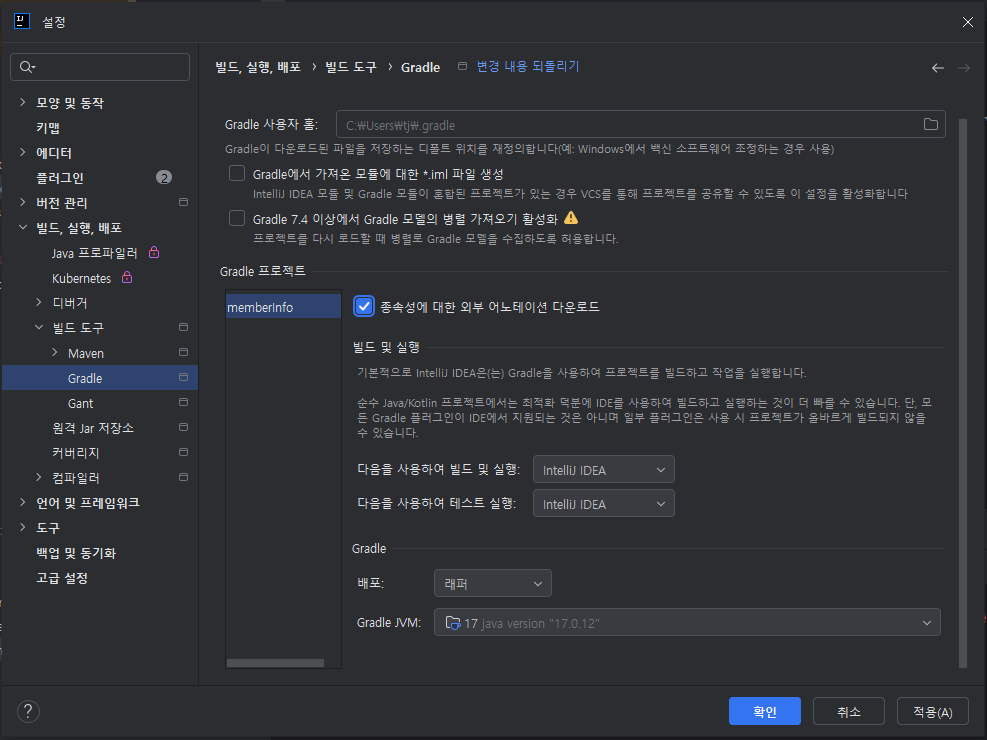 설정
빌드, 실행, 배포 › 빌드 도구 › Gradle 변경 내용 되돌리기
모양 및 동작
키맵
에디터
플러그인 2
버전 관리
빌드, 실행, 배포
Java 프로파일러
Kubernetes
디버거
빌드 도구
Maven
Gradle
Gant
원격 Jar 저장소
커버리지
컴파일러
언어 및 프레임워크
도구
백업 및 동기화
고급 설정
Gradle 사용자 홈: C:₩Users₩tj₩.gradle
Gradle이 다운로드된 파일을 저장하는 디폴트 위치를 재정의합니다(예: Windows에서 백신 소프트웨어 조정하는 경우 사용)
Gradle에서 가져온 모듈에 대한 *.iml 파일 생성
IntelliJ IDEA 모듈 및 Gradle 모듈이 혼합된 프로젝트가 있는 경우 VCS를 통해 프로젝트를 공유할 수 있도록 이 설정을 활성화합니다
Gradle 7.4 이상에서 Gradle 모델의 병렬 가져오기 활성화
프로젝트를 다시 로드할 때 병렬로 Gradle 모델을 수집하도록 허용합니다.
Gradle 프로젝트
memberInfo
종속성에 대한 외부 어노테이션 다운로드
빌드 및 실행
기본적으로 IntelliJ IDEA은(는) Gradle을 사용하여 프로젝트를 빌드하고 작업을 실행합니다.
순수 Java/Kotlin 프로젝트에서는 최적화 덕분에 IDE를 사용하여 빌드하고 실행하는 것이 더 빠를 수 있습니다. 단, 모
든 Gradle 플러그인이 IDE에서 지원되는 것은 아니며 일부 플러그인은 사용 시 프로젝트가 올바르게 빌드되지 않을
수 있습니다.
다음을 사용하여 빌드 및 실행: IntelliJ IDEA
다음을 사용하여 테스트 실행: IntelliJ IDEA
Gradle
배포: 래퍼
Gradle JVM: 17 java version "17.0.12"
?
확인
취소
적용(A)